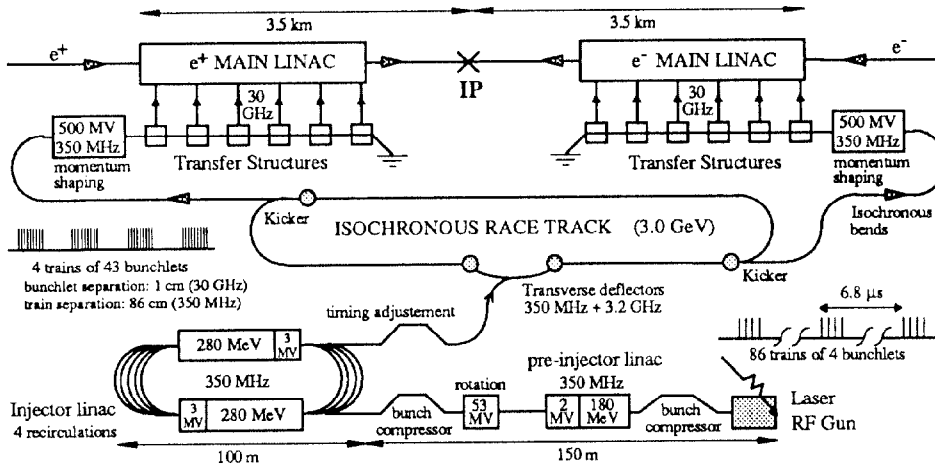 3.5 km
3.5 km
e+
e+ MAIN LINAC
IP
e- MAIN LINAC
e-
30
GHz
30
GHz
500 MV
350 MHz
momentum
shaping
Transfer Structures
Transfer Structures
500 MV
350 MHz
momentum
shaping
Kicker
ISOCHRONOUS RACE TRACK (3.0 GeV)
Isochronous
bends
4 trains of 43 bunchlets
bunchlet separation: 1 cm (30 GHz)
train separation: 86 cm (350 MHz)
Kicker
Transverse deflectors
350 MHz + 3.2 GHz
timing adjustement
6.8 µs
86 trains of 4 bunchlets
280 MeV
3
MV
350 MHz
3
MV
280 MeV
Injector linac
4 recirculations
bunch
compressor
rotation
53
MV
pre-injector linac
350 MHz
2
MV
180
MeV
bunch
compressor
Laser
RF Gun
100 m
150 m